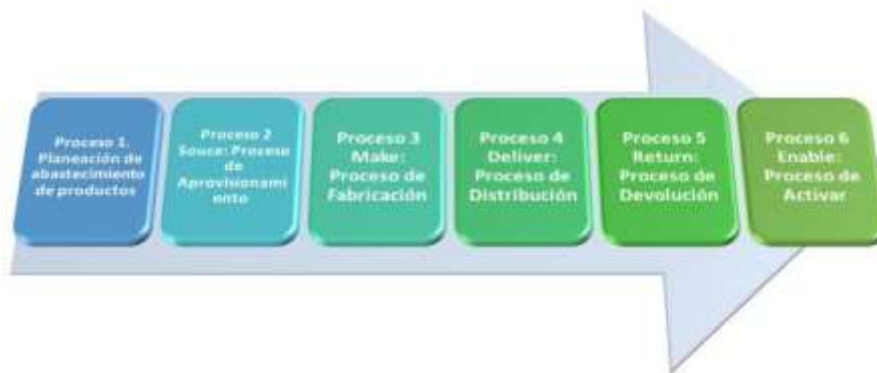 Proceso 1.
Planeación de
abastecimiento
de productos
Proceso 2
Souce: Proceso
de
Aprovisionami
ento
Proceso 3
Make:
Proceso de
Fabricación
Proceso 4
Deliver:
Proceso de
Distribución
Proceso 5
Return:
Proceso de
Devolución
Proceso 6
Enable:
Proceso de
Activar